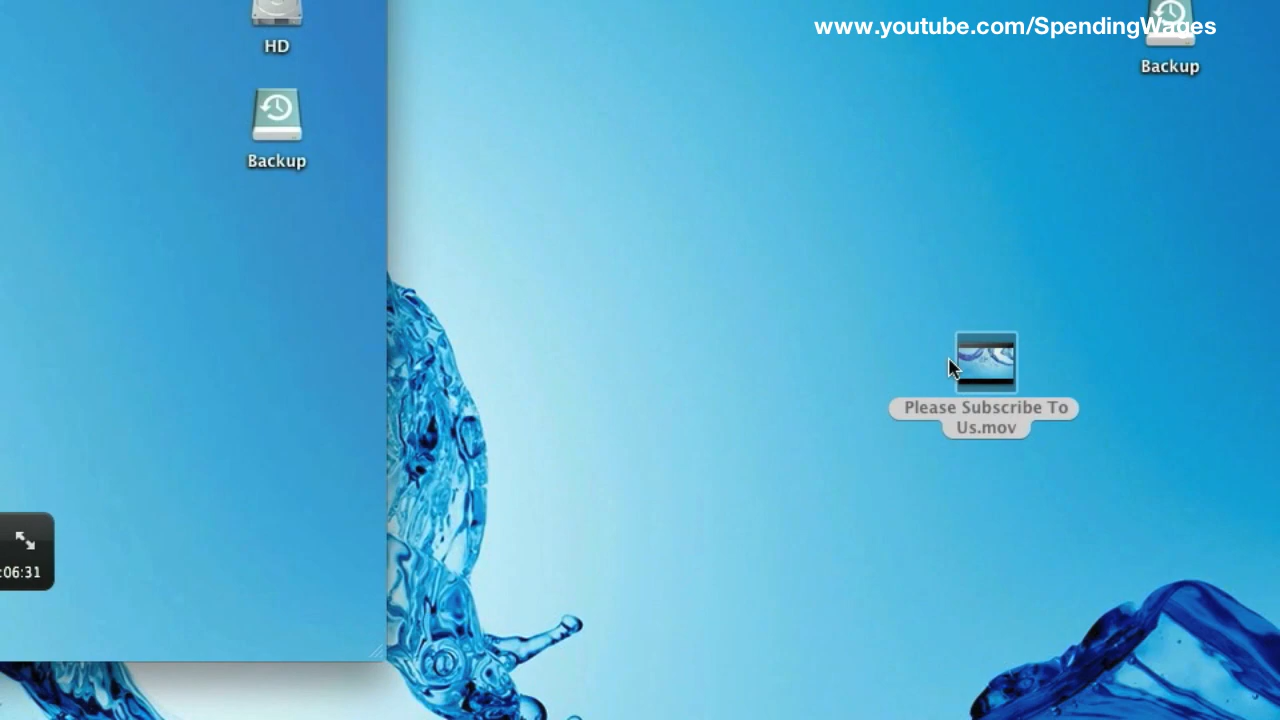 www.youtube.com/SpendingWages
HD
Backup
Backup
Please Subscribe To
Us.mov
:06:31